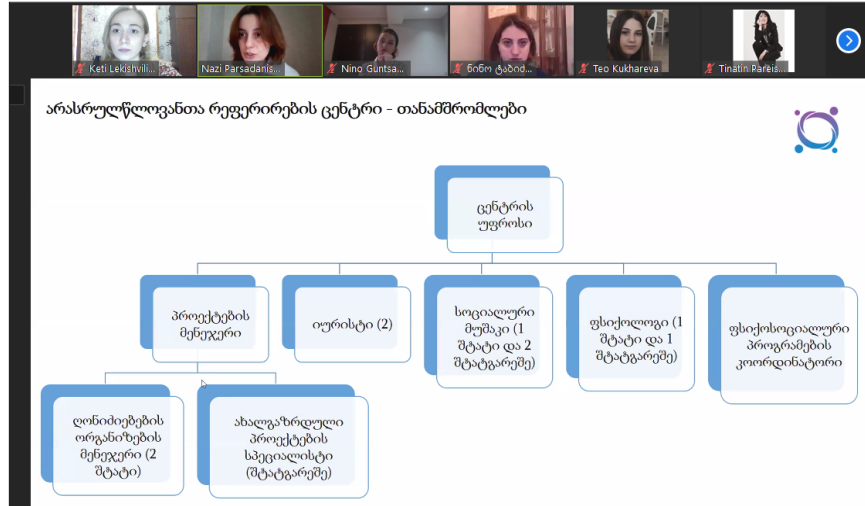 Keti Lekishvili...
Nazi Parsadanis...
Nino Guntsa...
ნინო ტაბიძ...
Teo Kukhareva
Tinatin Pareis...
არასრულწლოვანთა რეფერირების ცენტრი - თანამშრომლები
ცენტრის
უფროსი
პროექტების
მენეჯერი
იურისტი (2)
სოციალური
მუშაკი (1
შტატი და 2
შტატგარეშე)
ფსიქოლოგი (1
შტატი და 1
შტატგარეშე)
ფსიქოსოციალური
პროგრამების
კოორდინატორი
ღონიძიებების
ორგანიზების
მენეჯერი (2
შტატი)
ახალგაზრდული
პროექტების
სპეციალისტი
(შტატგარეშე)